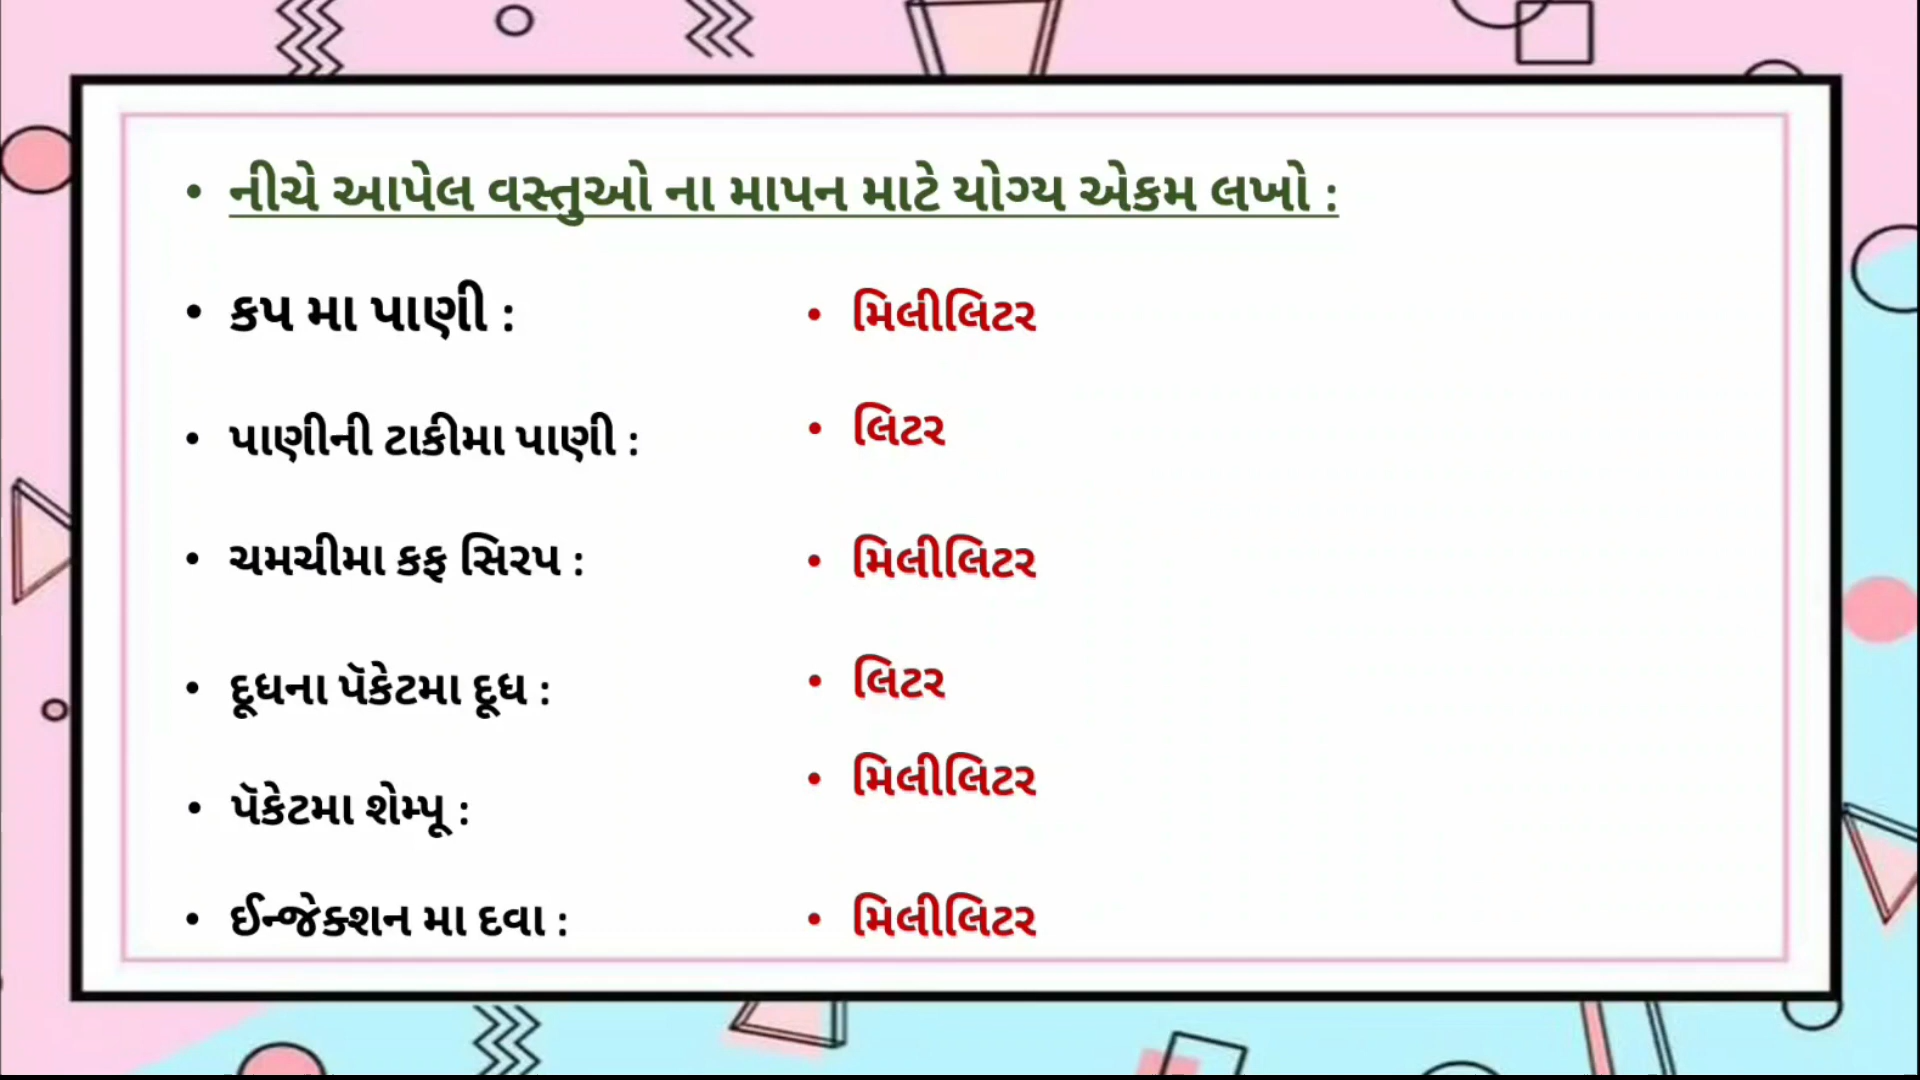 • નીચે આપેલ વસ્તુઓ ના માપન માટે યોગ્ય એકમ લખો :
• કપ મા પાણી : • મિલીલિટર
• પાણીની ટાકીમા પાણી : • લિટર
• ચમચીમા કફ સિરપ : • મિલીલિટર
• દૂધના પૅકેટમા દૂધ : • લિટર
• પૅકેટમા શેમ્પૂ : • મિલીલિટર
• ઈન્જેક્શન મા દવા : • મિલીલિટર